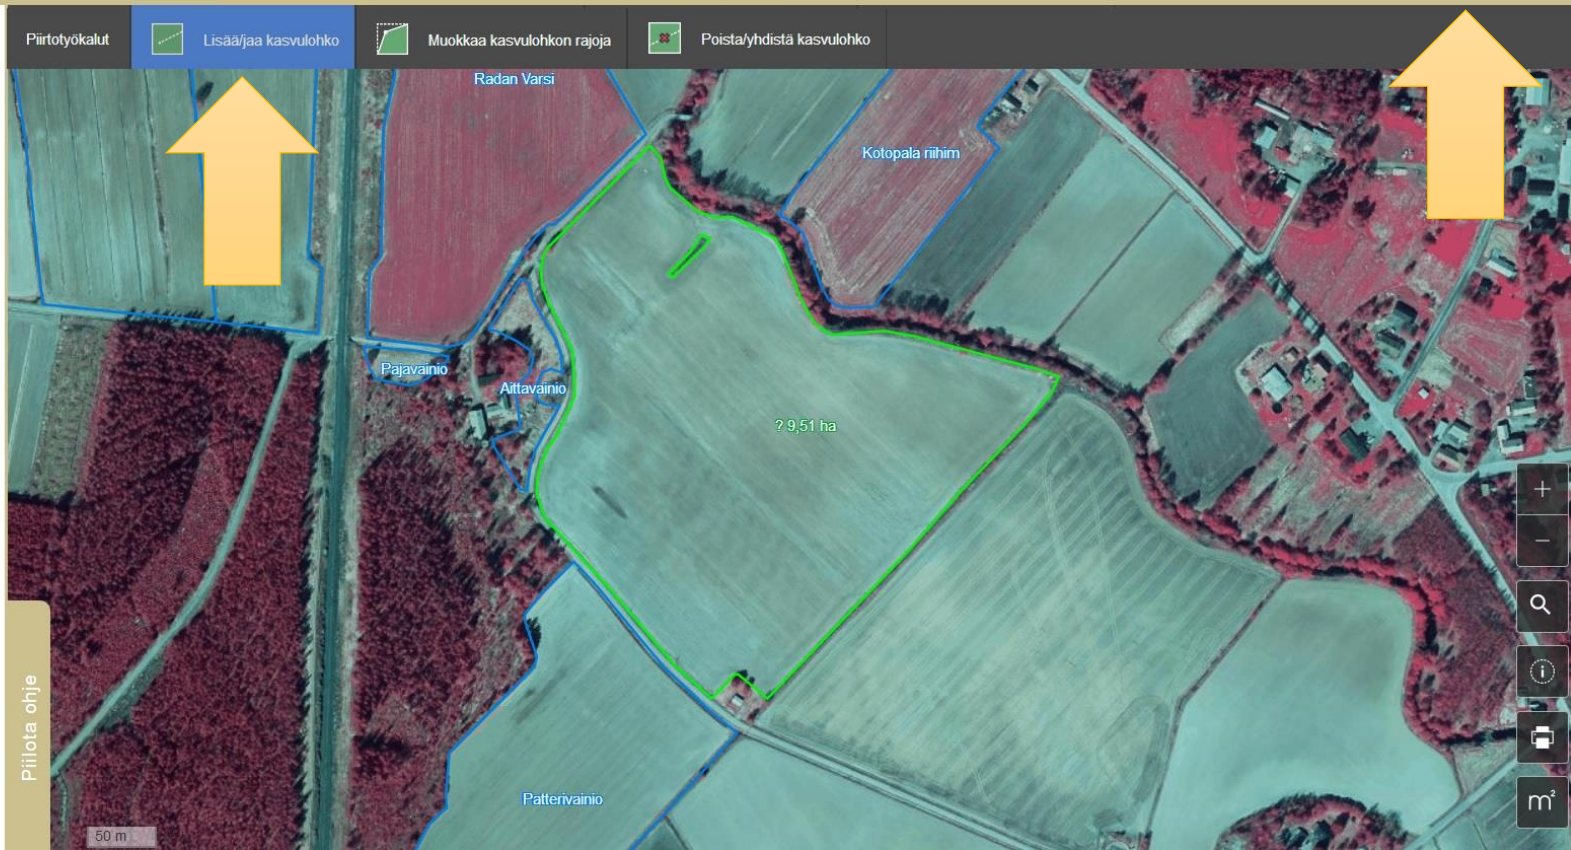 Piirtotyökalut
Lisää/jaa kasvulohko
Muokkaa kasvulohkon rajoja
Poista/yhdistä kasvulohko
Radan Varsi
Kotopala riihim
Pajavainio
Aittavainio
? 9,51 ha
Patterivainio
Piilota ohje
50 m
+
−
m²